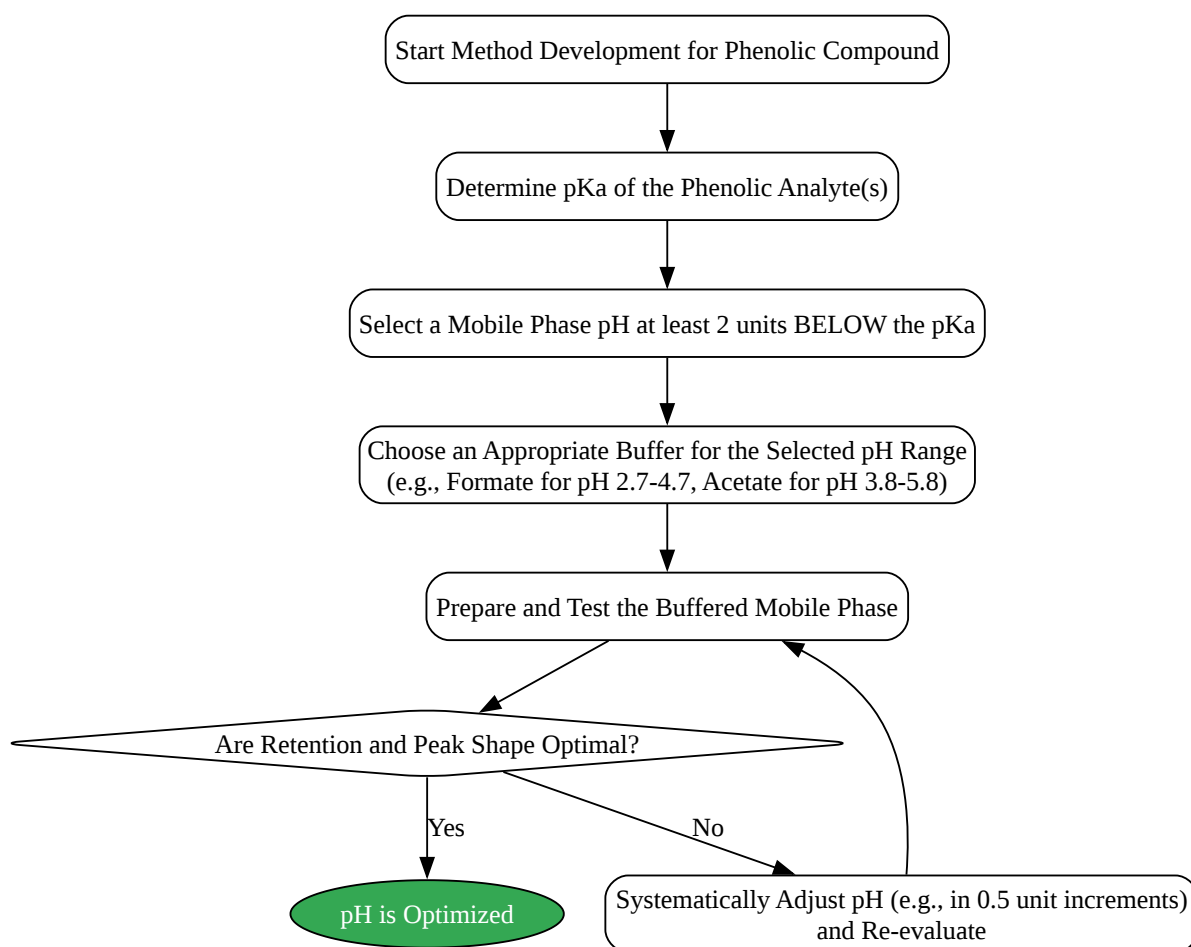 Start Method Development for Phenolic Compound
Determine pKa of the Phenolic Analyte(s)
Select a Mobile Phase pH at least 2 units BELOW the pKa
Choose an Appropriate Buffer for the Selected pH Range
(e.g., Formate for pH 2.7-4.7, Acetate for pH 3.8-5.8)
Prepare and Test the Buffered Mobile Phase
Are Retention and Peak Shape Optimal?
Yes
No
pH is Optimized
Systematically Adjust pH (e.g., in 0.5 unit increments)
and Re-evaluate